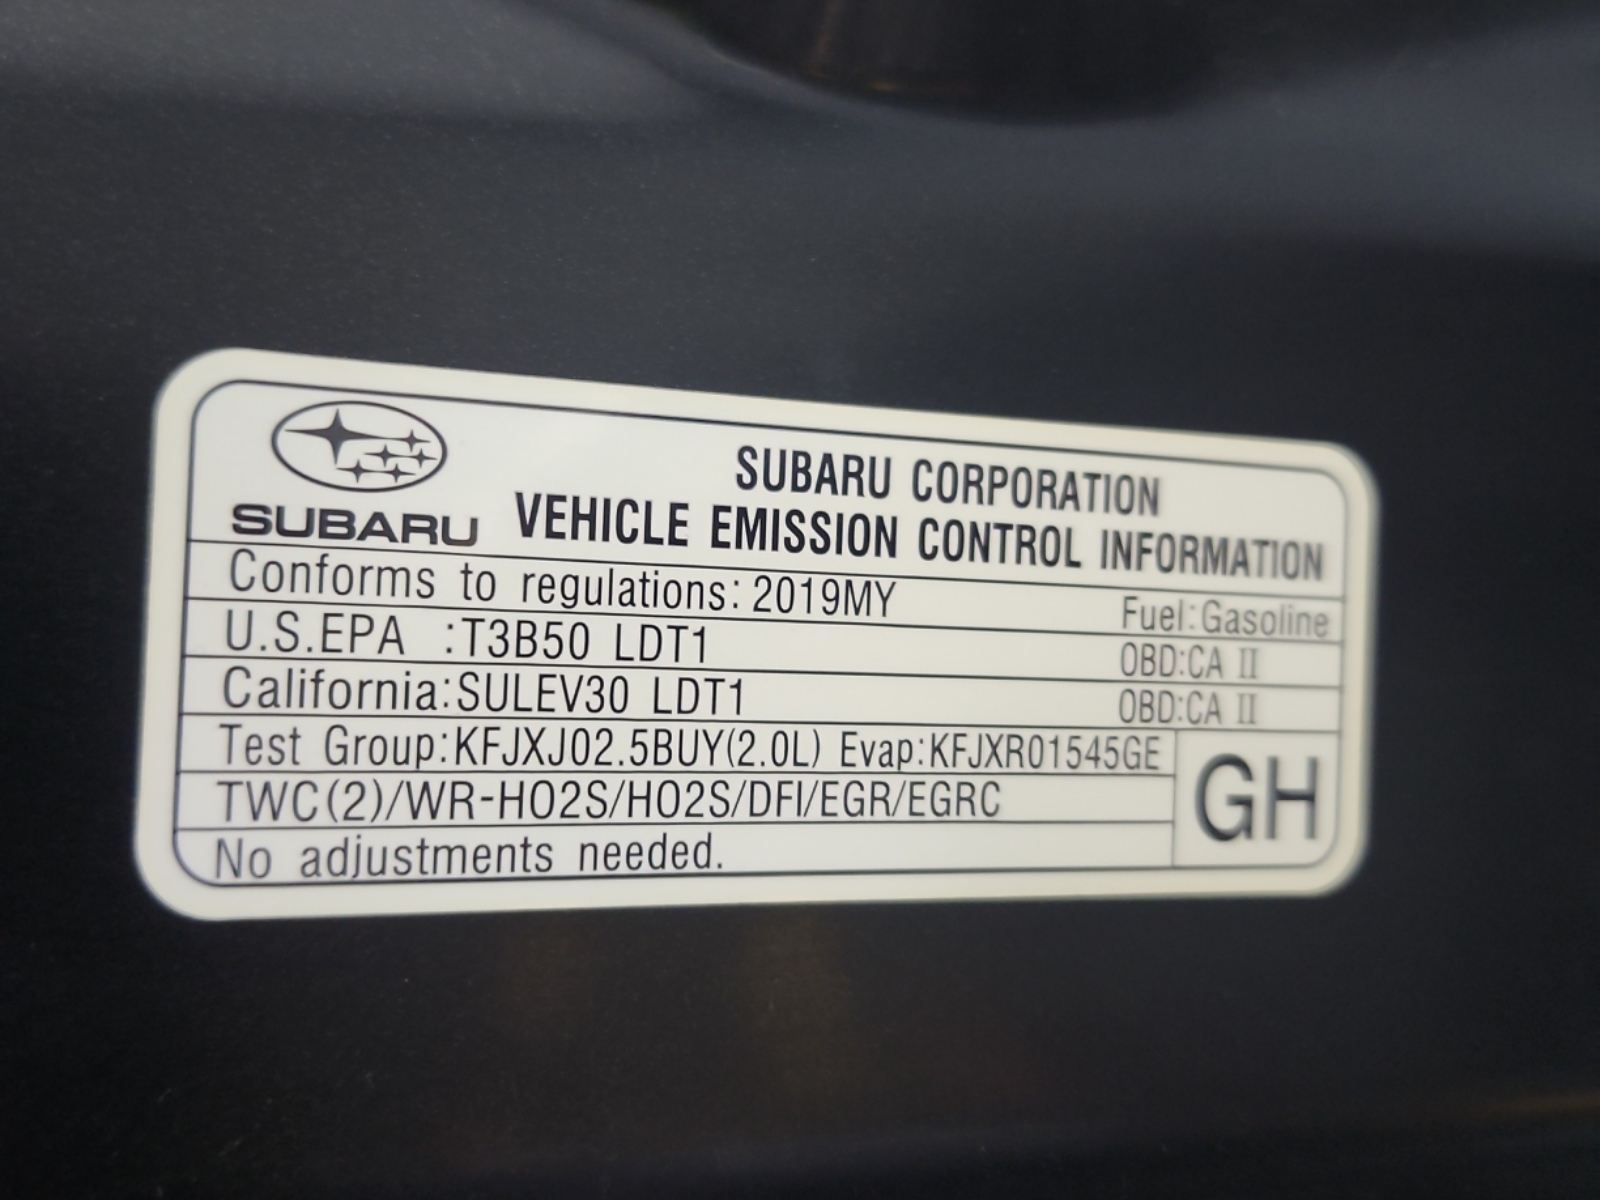 SUBARU
SUBARU CORPORATION
VEHICLE EMISSION CONTROL INFORMATION
Conforms to regulations: 2019MY Fuel:Gasoline
U.S.EPA :T3B50 LDT1 OBD:CA II
California:SULEV30 LDT1 OBD:CA II
Test Group:KFJXJ02.5BUY(2.0L) Evap:KFJXR01545GE
TWC(2)/WR-HO2S/HO2S/DFI/EGR/EGRC
GH
No adjustments needed.